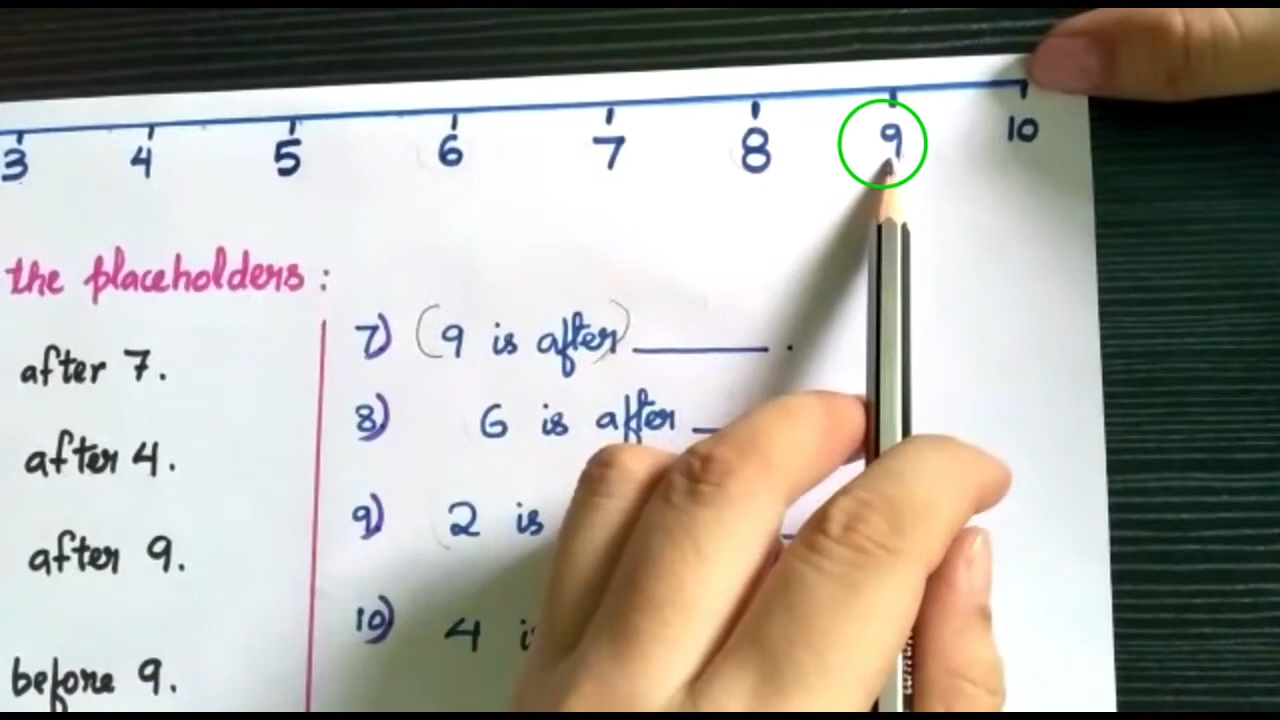 3 4 5 6 7 8 9 10
the placeholders :
after 7.
after 4.
after 9.
before 9.
7) (9 is after) ______ .
8) 6 is after __
9) 2 is
10) 4 i